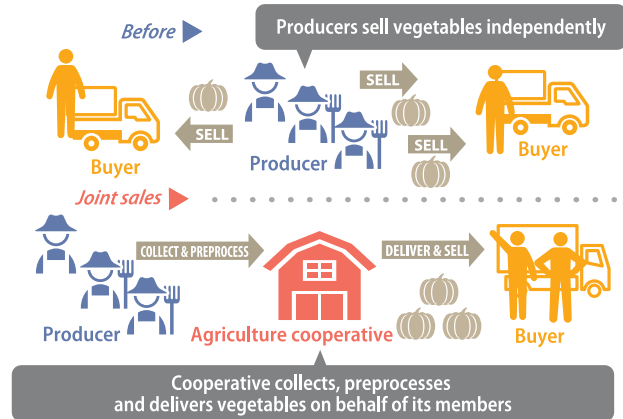 Before
Producers sell vegetables independently
SELL
SELL
SELL
Buyer
Producer
Buyer
Joint sales
COLLECT & PREPROCESS
DELIVER & SELL
Producer
Agriculture cooperative
Buyer
Cooperative collects, preprocesses
and delivers vegetables on behalf of its members